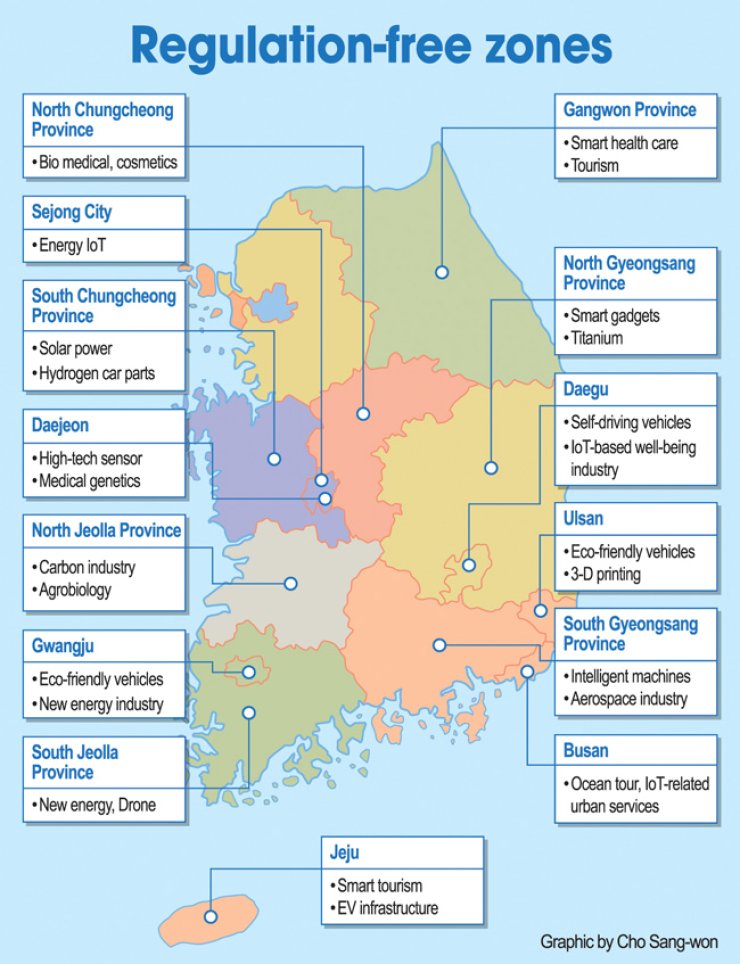 Regulation-free zones
North Chungcheong
Province
• Bio medical, cosmetics
Sejong City
• Energy IoT
South Chungcheong
Province
• Solar power
• Hydrogen car parts
Daejeon
• High-tech sensor
• Medical genetics
North Jeolla Province
• Carbon industry
• Agrobiology
Gwangju
• Eco-friendly vehicles
• New energy industry
South Jeolla
Province
• New energy, Drone
Gangwon Province
• Smart health care
• Tourism
North Gyeongsang
Province
• Smart gadgets
• Titanium
Daegu
• Self-driving vehicles
• IoT-based well-being
industry
Ulsan
• Eco-friendly vehicles
• 3-D printing
South Gyeongsang
Province
• Intelligent machines
• Aerospace industry
Busan
• Ocean tour, IoT-related
urban services
Jeju
• Smart tourism
• EV infrastructure
Graphic by Cho Sang-won